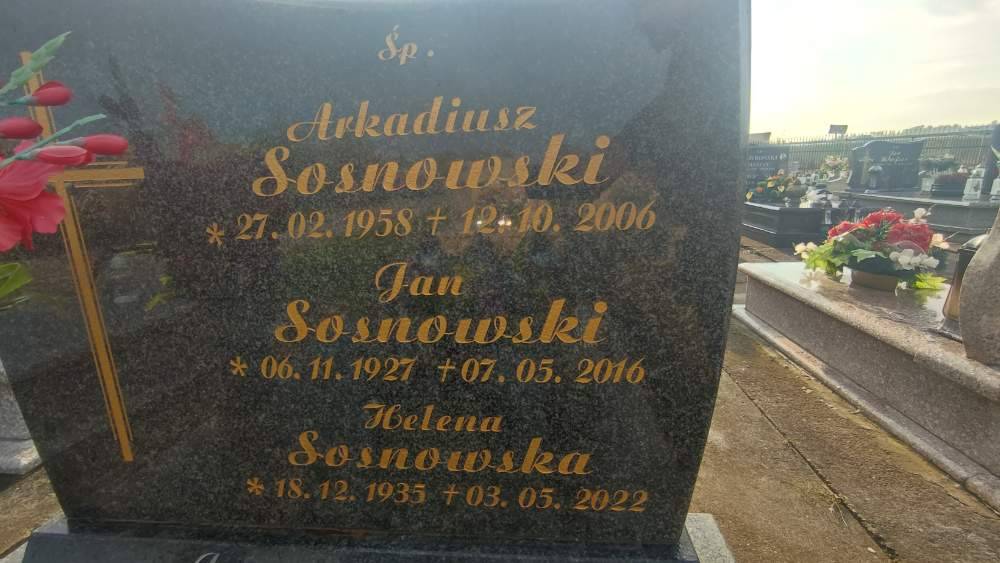 Śp.
Arkadiusz
Sosnowski
* 27. 02. 1958 + 12. 10. 2006
Jan
Sosnowski
* 06. 11. 1927 + 07. 05. 2016
Helena
Sosnowska
* 18. 12. 1935 + 03. 05. 2022